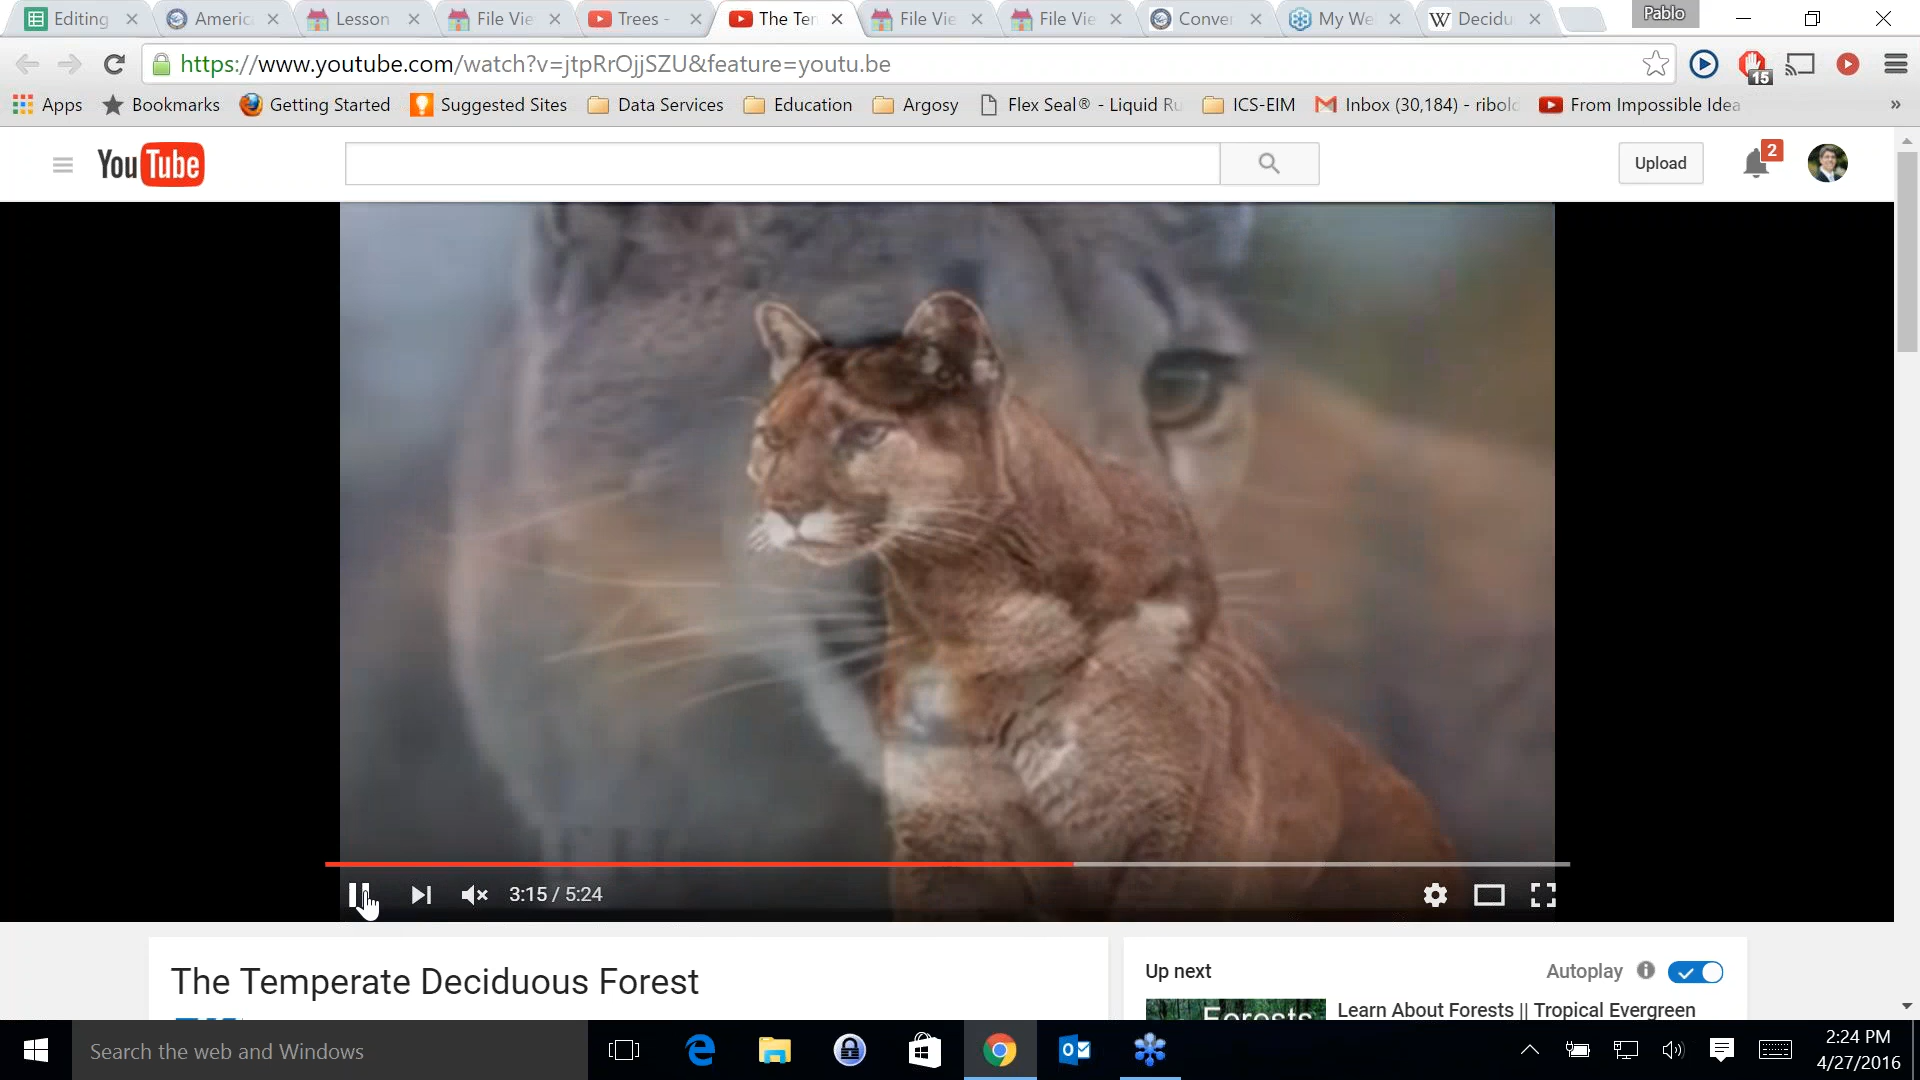 Editing
Americ
Lesson
File Vie
Trees -
The Ten
File Vie
File Vie
Conver
My We
W Decidu
Pablo
https://www.youtube.com/watch?v=jtpRrOjjSZU&feature=youtu.be
15
Apps Bookmarks Getting Started Suggested Sites Data Services Education Argosy Flex Seal® - Liquid Ru ICS-EIM Inbox (30,184) - ribol From Impossible Idea »
YouTube
Upload
2
3:15 / 5:24
The Temperate Deciduous Forest
Up next
Autoplay
Forests
Learn About Forests || Tropical Evergreen
Search the web and Windows
2:24 PM
4/27/2016